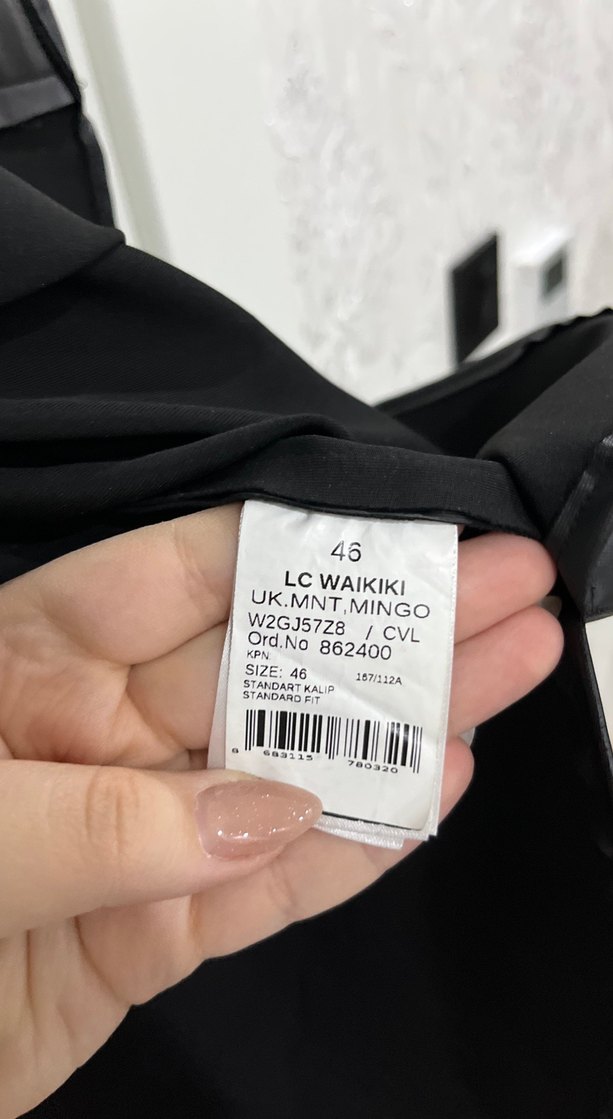 46
LC WAIKIKI
UK.MNT,MINGO
W2GJ57Z8 / CVL
Ord.No 862400
KPN:
SIZE: 46 167/112A
STANDART KALIP
STANDARD FIT
8 683115 780320